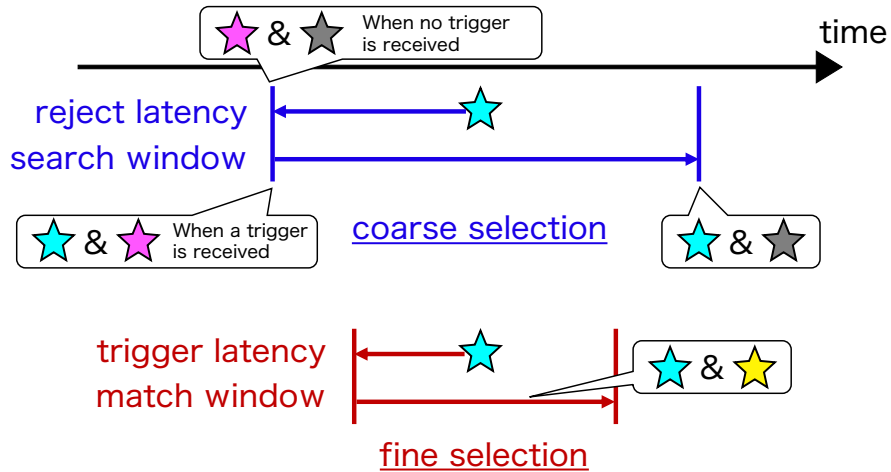 time
& When no trigger
is received
reject latency
search window
& When a trigger
is received
coarse selection
&
trigger latency
match window
&
fine selection